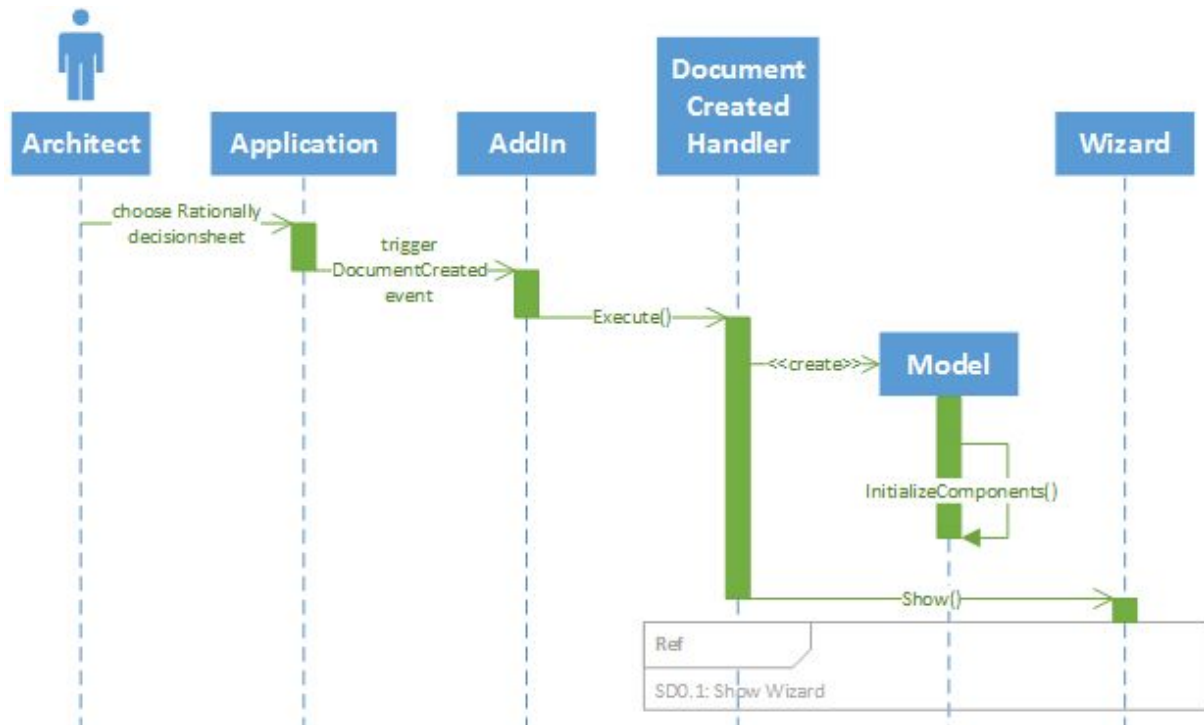 Document
Created
Handler
Architect
Application
AddIn
Wizard
choose Rationally
decisionsheet
trigger
DocumentCreated
event
Execute()
<<create>>
Model
InitializeComponents()
Show()
Ref
SD0.1: Show Wizard